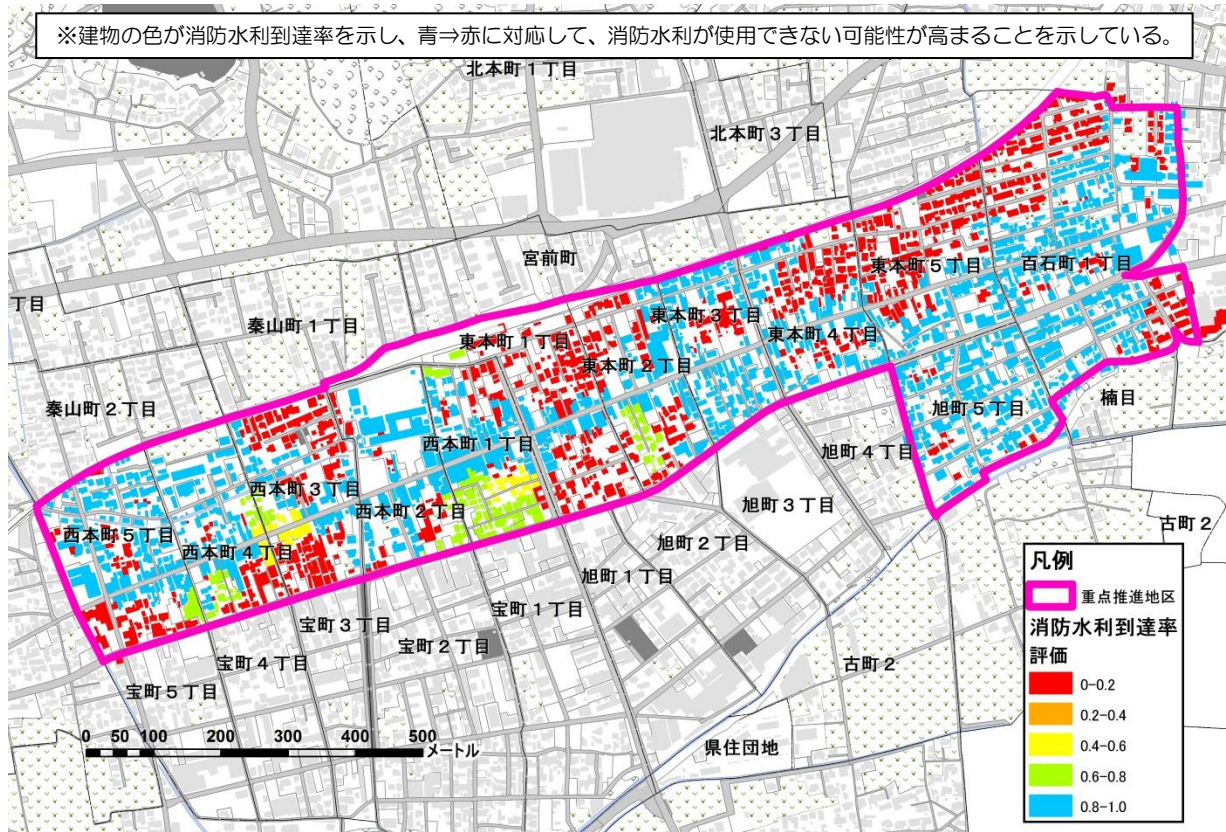 ※建物の色が消防水利到達率を示し、青⇒赤に対応して、消防水利が使用できない可能性が高まることを示している。
北本町１丁目
北本町３丁目
宮前町
東本町５丁目
百石町１丁目
丁目
秦山町１丁目
東本町１丁目
東本町３丁目
東本町４丁目
東本町２丁目
秦山町２丁目
旭町５丁目
楠目
西本町１丁目
旭町４丁目
西本町３丁目
西本町２丁目
旭町３丁目
西本町５丁目
西本町４丁目
古町２
旭町２丁目
旭町１丁目
宝町１丁目
宝町３丁目
宝町２丁目
宝町４丁目
古町２
宝町５丁目
県住団地
0 50 100 200 300 400 500
メートル
凡例
重点推進地区
消防水利到達率
評価
0-0.2
0.2-0.4
0.4-0.6
0.6-0.8
0.8-1.0